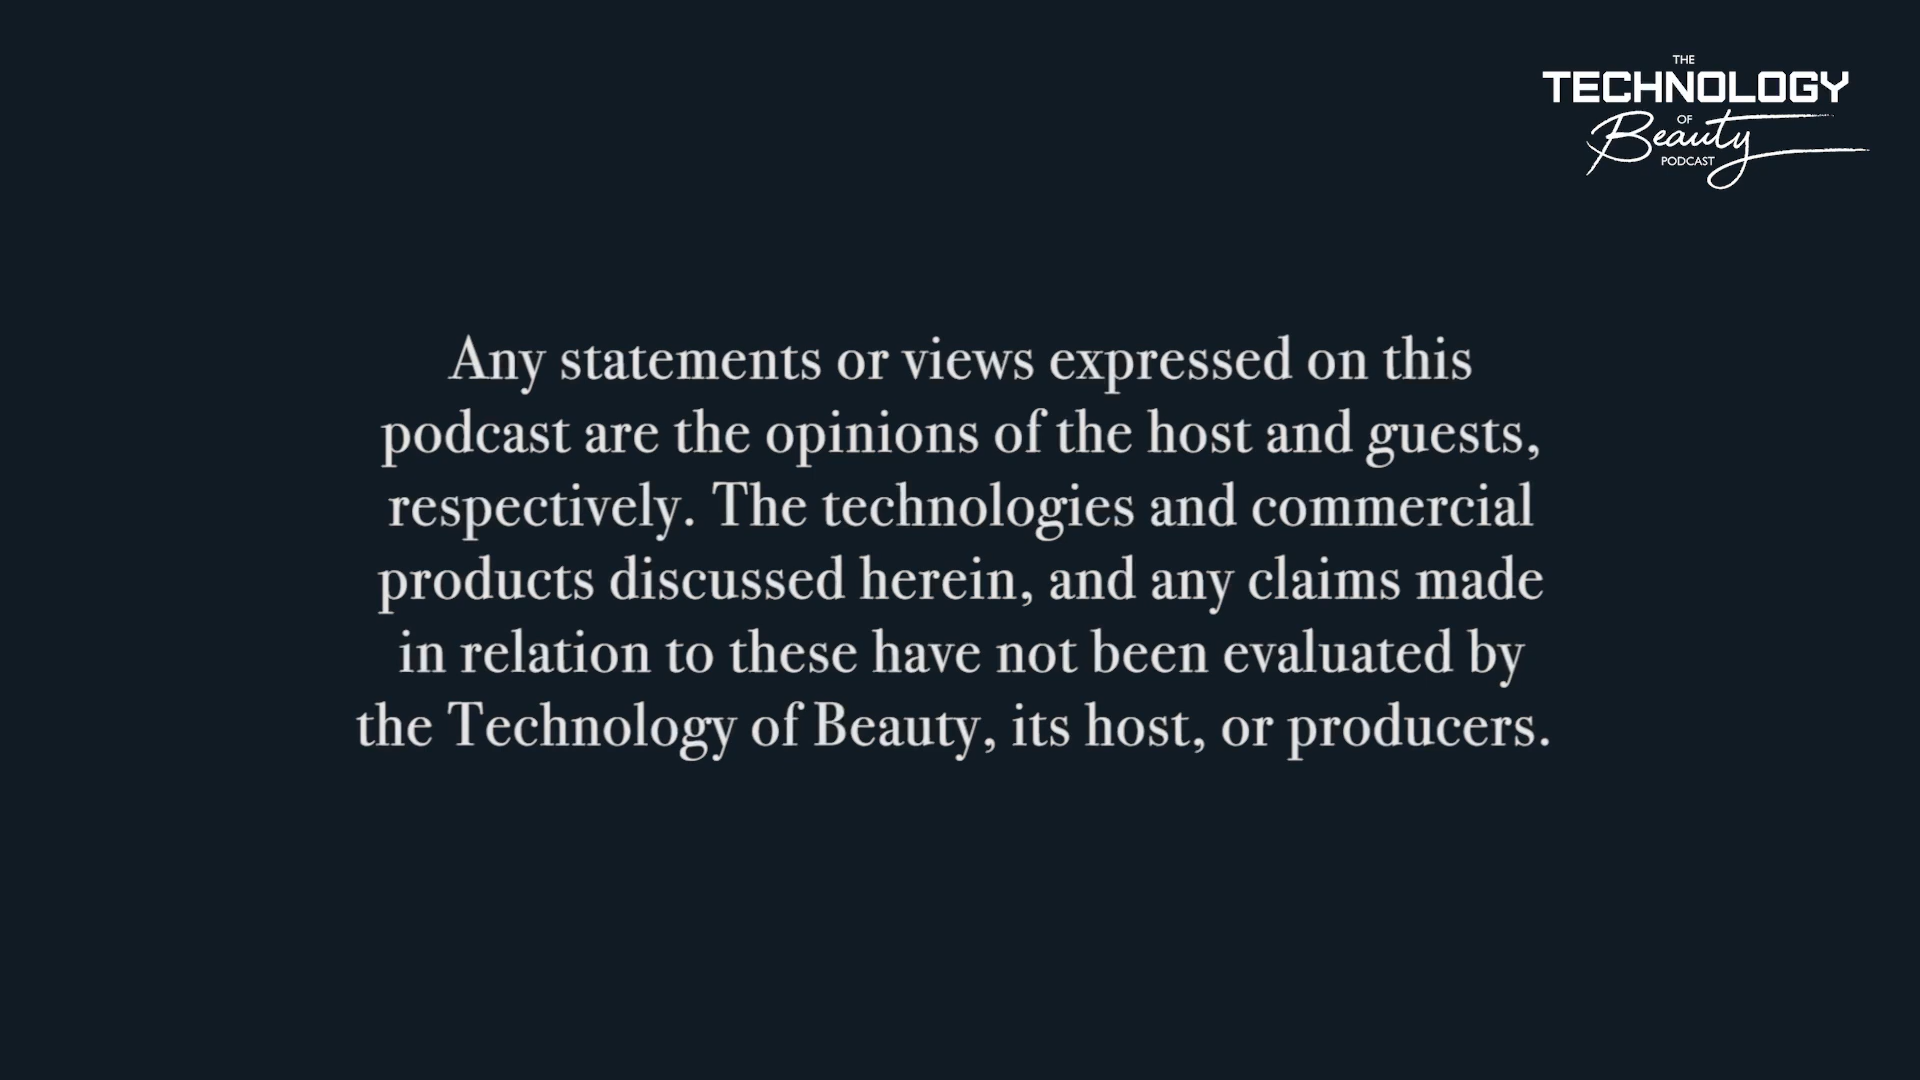 THE
TECHNOLOGY
OF
Beauty
PODCAST
Any statements or views expressed on this
podcast are the opinions of the host and guests,
respectively. The technologies and commercial
products discussed herein, and any claims made
in relation to these have not been evaluated by
the Technology of Beauty, its host, or producers.